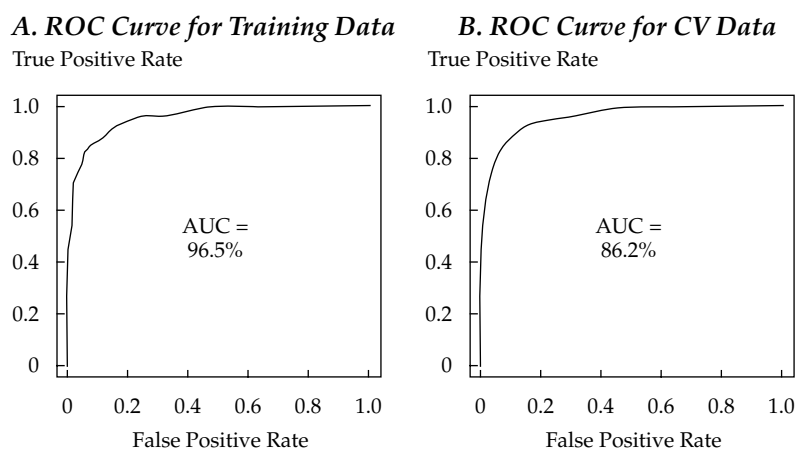 A. ROC Curve for Training Data
True Positive Rate
1.0
0.8
0.6
0.4
0.2
0
AUC =
96.5%
0 0.2 0.4 0.6 0.8 1.0
False Positive Rate
B. ROC Curve for CV Data
True Positive Rate
1.0
0.8
0.6
0.4
0.2
0
AUC =
86.2%
0 0.2 0.4 0.6 0.8 1.0
False Positive Rate